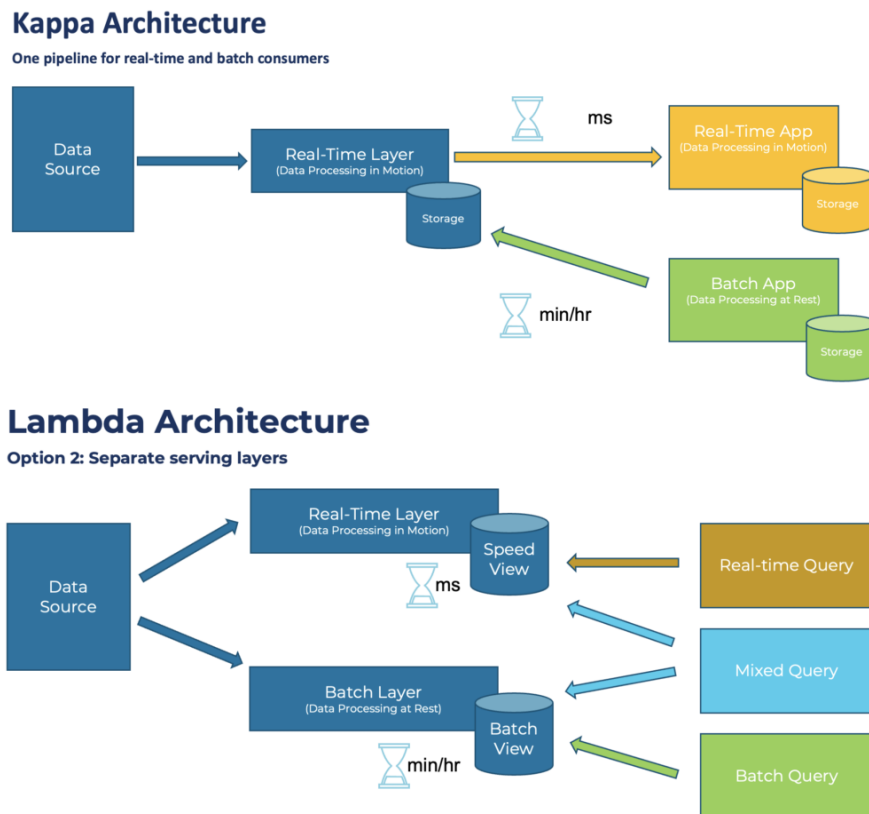 Kappa Architecture
One pipeline for real-time and batch consumers
Data
Source
Real-Time Layer
(Data Processing in Motion)
Storage
ms
Real-Time App
(Data Processing in Motion)
Storage
min/hr
Batch App
(Data Processing at Rest)
Storage
Lambda Architecture
Option 2: Separate serving layers
Data
Source
Real-Time Layer
(Data Processing in Motion)
Speed
View
ms
Real-time Query
Mixed Query
Batch Layer
(Data Processing at Rest)
Batch
View
min/hr
Batch Query